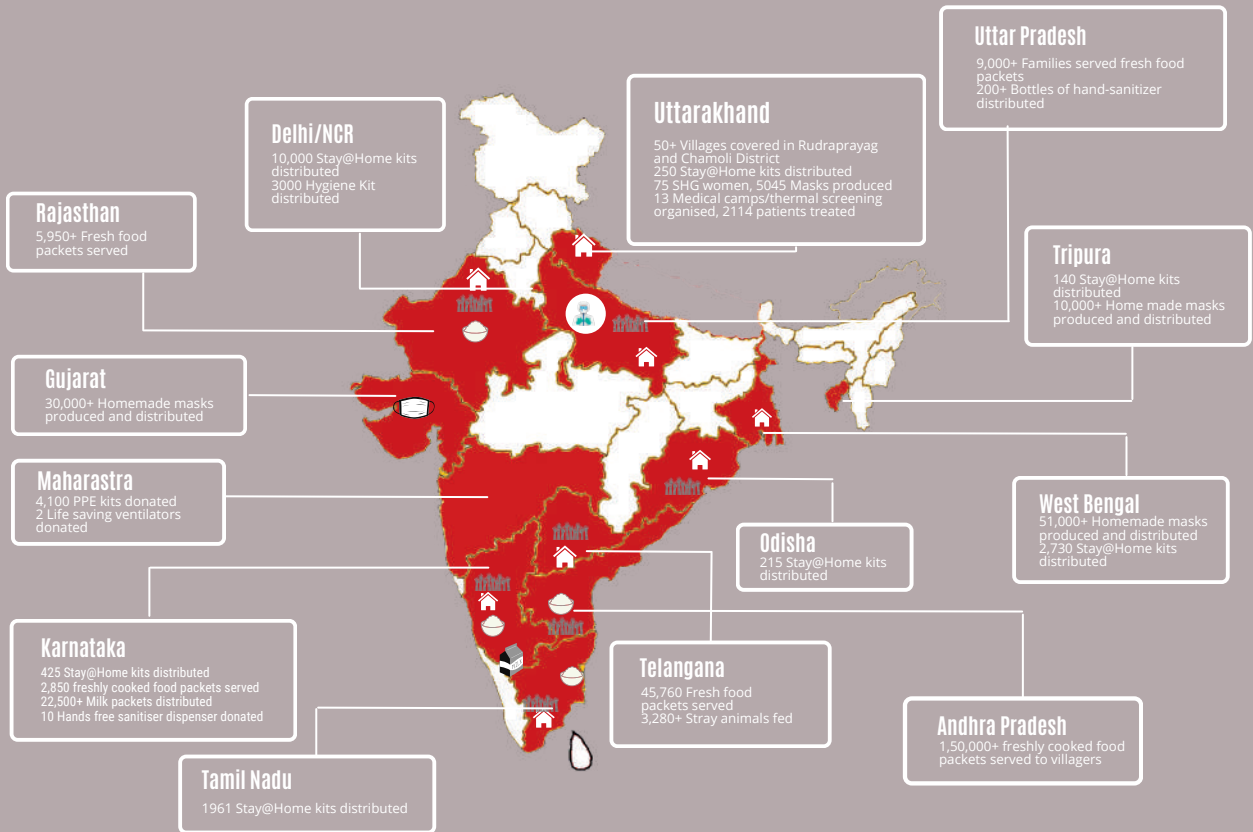 Uttar Pradesh
9,000+ Families served fresh food
packets
200+ Bottles of hand-sanitizer
distributed
Uttarakhand
50+ Villages covered in Rudraprayag
and Chamoli District
250 Stay@Home kits distributed
75 SHG women, 5045 Masks produced
13 Medical camps/thermal screening
organised, 2114 patients treated
Delhi/NCR
10,000 Stay@Home kits
distributed
3000 Hygiene Kit
distributed
Rajasthan
5,950+ Fresh food
packets served
Tripura
140 Stay@Home kits
distributed
10,000+ Home made masks
produced and distributed
Gujarat
30,000+ Homemade masks
produced and distributed
Maharastra
4,100 PPE kits donated
2 Life saving ventilators
donated
West Bengal
51,000+ Homemade masks
produced and distributed
2,730 Stay@Home kits
distributed
Odisha
215 Stay@Home kits
distributed
Karnataka
425 Stay@Home kits distributed
2,850 freshly cooked food packets served
22,500+ Milk packets distributed
10 Hands free sanitiser dispenser donated
Telangana
45,760 Fresh food
packets served
3,280+ Stray animals fed
Andhra Pradesh
1,50,000+ freshly cooked food
packets served to villagers
Tamil Nadu
1961 Stay@Home kits distributed